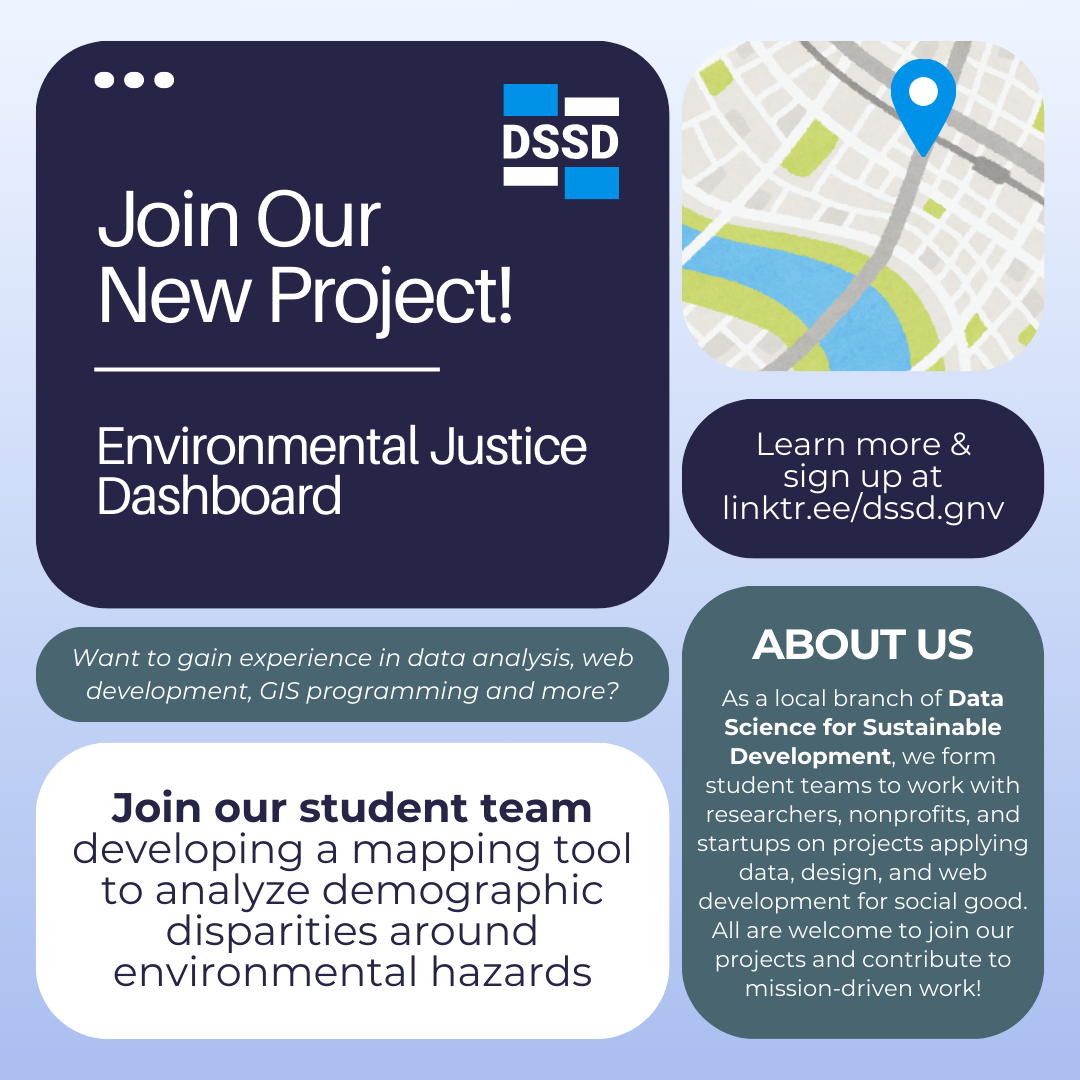 DSSD
Join Our
New Project!
Environmental Justice
Dashboard
Want to gain experience in data analysis, web
development, GIS programming and more?
Join our student team
developing a mapping tool
to analyze demographic
disparities around
environmental hazards
Learn more &
sign up at
linktr.ee/dssd.gnv
ABOUT US
As a local branch of Data
Science for Sustainable
Development, we form
student teams to work with
researchers, nonprofits, and
startups on projects applying
data, design, and web
development for social good.
All are welcome to join our
projects and contribute to
mission-driven work!